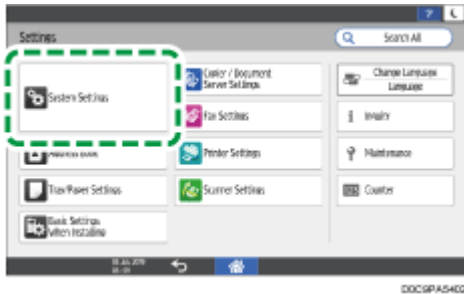 ?
Settings
Search All
System Settings
Copier / Document
Server Settings
Change Language
Language
Fax Settings
i Inquiry
Address Book
Printer Settings
Maintenance
Tray/Paper Settings
Scanner Settings
Counter
Basic Settings
When Installing
D0C9PA5402